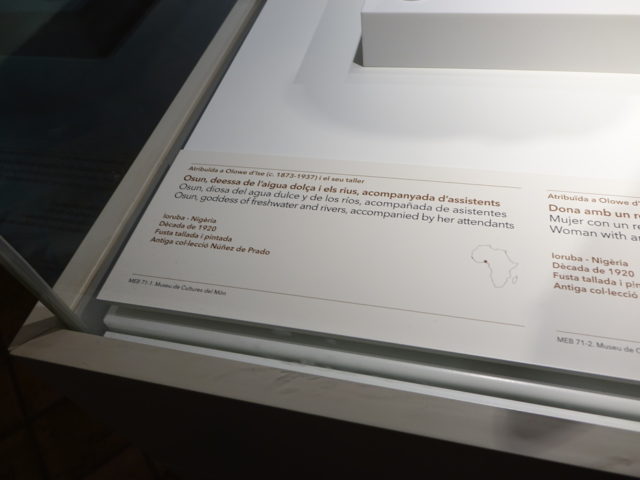 Atribuïda a Olowe d'Ise (c. 1873-1937) i el seu taller
Osun, deessa de l'aigua dolça i els rius, acompanyada d'assistents
Osun, diosa del agua dulce y de los ríos, acompañada de asistentes
Osun, goddess of freshwater and rivers, accompanied by her attendants
Ioruba - Nigèria
Dècada de 1920
Fusta tallada i pintada
Antiga col·lecció Nuñez de Prado
MEB 71-1. Museu de Cultures del Món
Atribuïda a Olowe d'
Dona amb un
Mujer con un
Woman with
Ioruba - Nigèria
Dècada de 1920
Fusta tallada i
Antiga col·lecció
MEB 71-2. Museu de